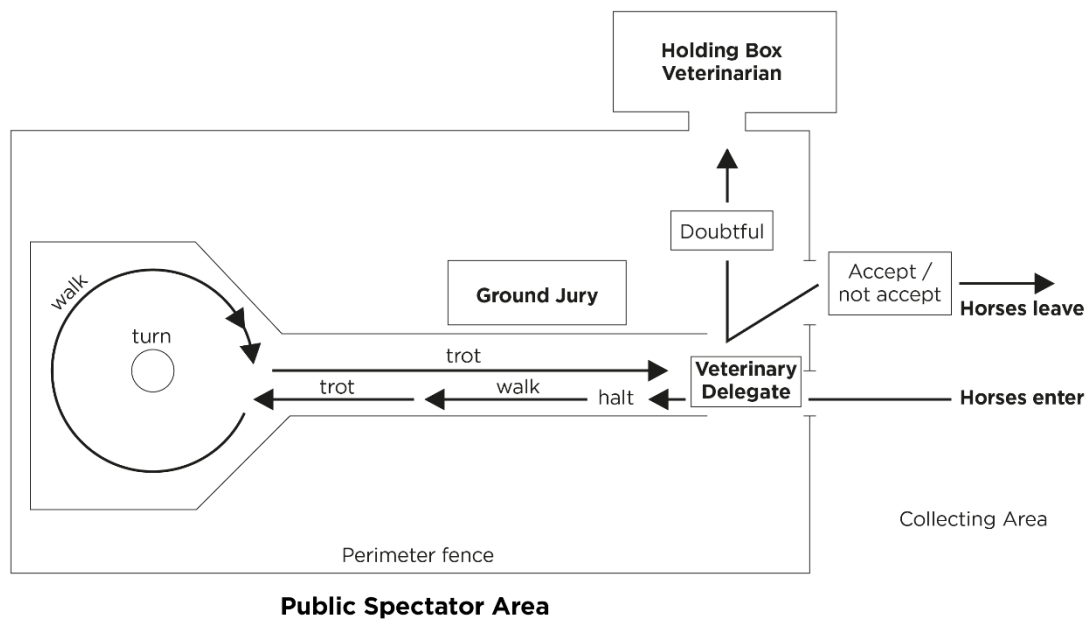 Holding Box
Veterinarian
Doubtful
Accept /
not accept
Horses leave
walk
Ground Jury
turn
trot
Veterinary
Delegate
trot
walk
halt
Horses enter
Collecting Area
Perimeter fence
Public Spectator Area